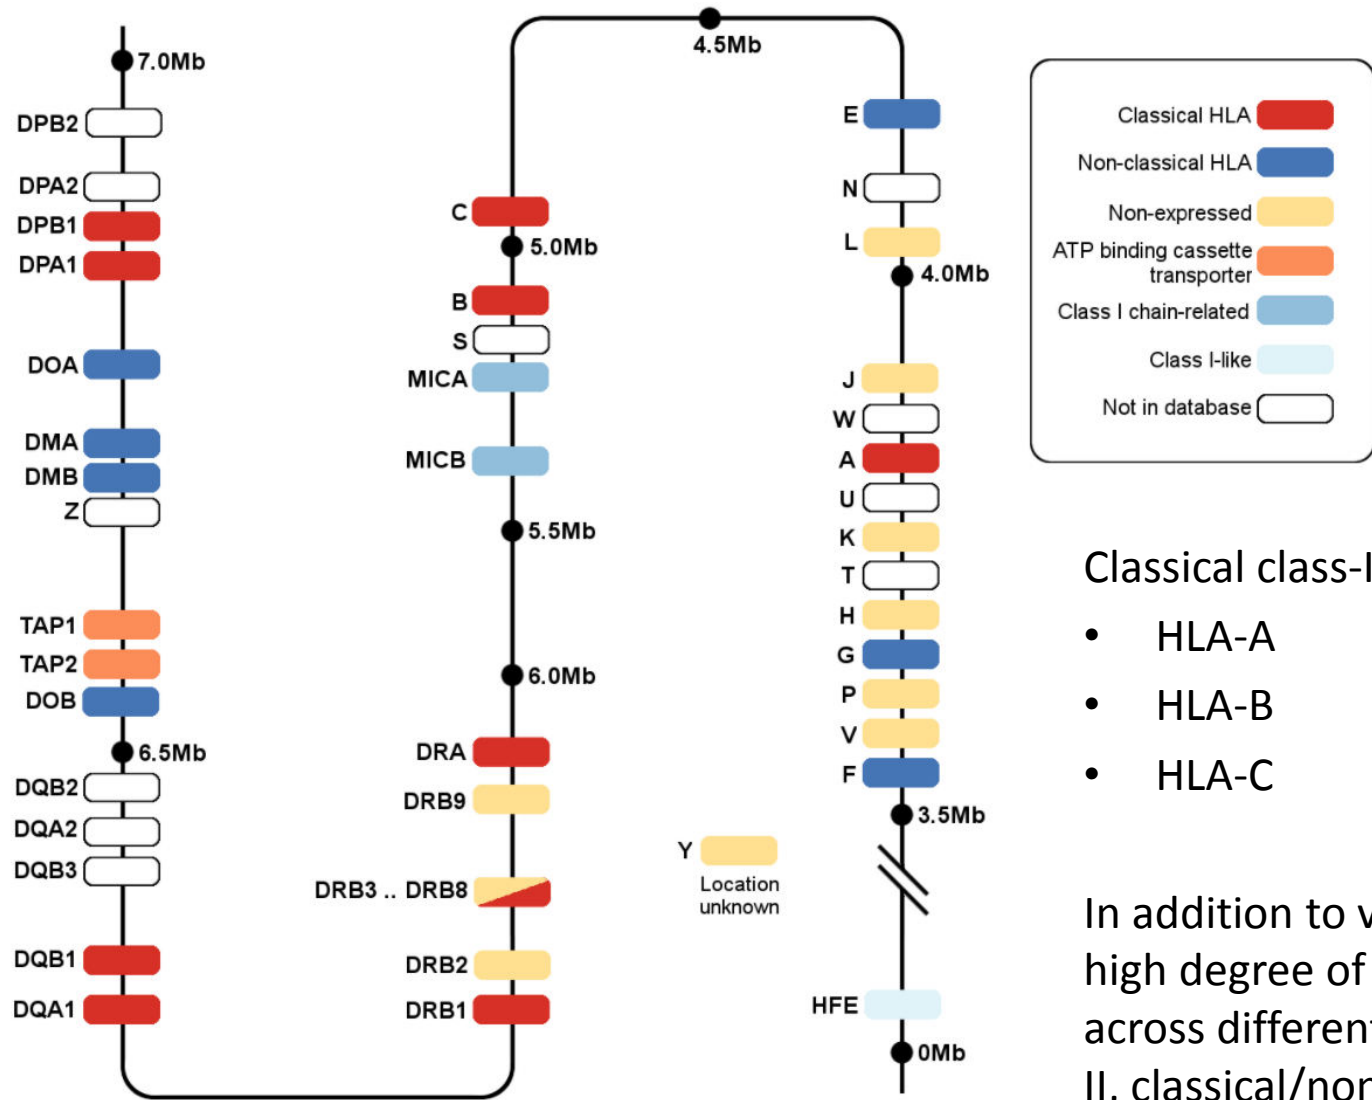 7.0Mb
DPB2
DPA2
DPB1
DPA1
DOA
DMA
DMB
Z
TAP1
TAP2
DOB
6.5Mb
DQB2
DQA2
DQB3
DQB1
DQA1
4.5Mb
C
5.0Mb
B
S
MICA
MICB
5.5Mb
6.0Mb
DRA
DRB9
DRB3 .. DRB8
DRB2
DRB1
E
N
L
4.0Mb
J
W
A
U
K
T
H
G
P
V
F
3.5Mb
Y
Location
unknown
HFE
0Mb
Classical HLA
Non-classical HLA
Non-expressed
ATP binding cassette
transporter
Class I chain-related
Class I-like
Not in database
Classical class-I
• HLA-A
• HLA-B
• HLA-C
In addition to
high degree of
across different
II. classical/non